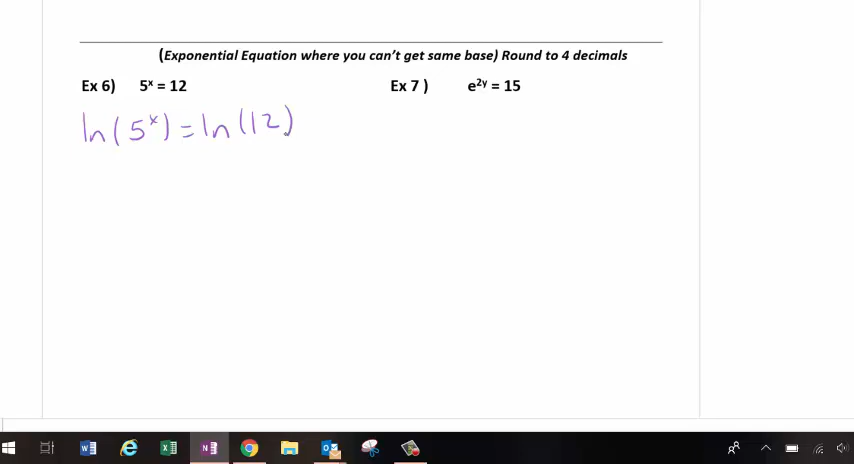 (Exponential Equation where you can't get same base) Round to 4 decimals
Ex 6) 5ˣ = 12 Ex 7 ) e²ʸ = 15
ln(5ˣ) = ln(12)